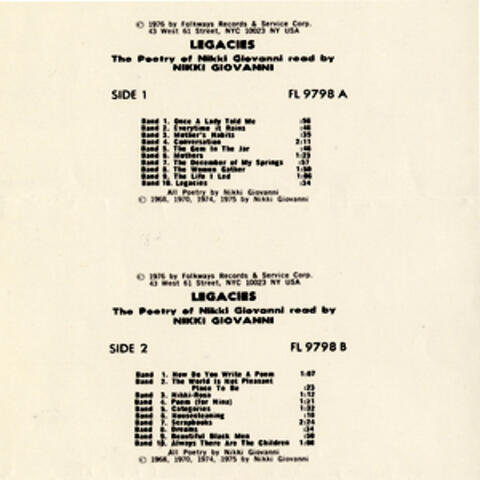 © 1976 by Folkways Records & Service Corp.
43 West 61 Street, NYC 10023 NY USA
LEGACIES
The Poetry of Nikki Giovanni read by
NIKKI GIOVANNI
SIDE 1 FL 9798 A
Band 1. Once A Lady Told Me :56
Band 2. Everytime it Rains :46
Band 3. Mother's Habits :35
Band 4. Conversation 2:11
Band 5. The Gem In The Jar :46
Band 6. Mothers 1:23
Band 7. The December of My Springs :57
Band 8. The Women Gather 1:50
Band 9. The Life I Led 1:06
Band 10. Legacies :54
All Poetry by Nikki Giovanni
© 1968, 1970, 1974, 1975 by Nikki Giovanni
© 1976 by Folkways Records & Service Corp.
43 West 61 Street, NYC 10023 NY USA
LEGACIES
The Poetry of Nikki Giovanni read by
NIKKI GIOVANNI
SIDE 2 FL 9798 B
Band 1. How Do You Write A Poem 1:07
Band 2. The World Is Not Pleasant
Place To Be :23
Band 3. Nikki-Rosa 1:12
Band 4. Poem (for Nina) 1:21
Band 5. Categories 1:32
Band 6. Housecleaning :18
Band 7. Scrapbooks 2:24
Band 8. Dreams :34
Band 9. Beautiful Black Men :56
Band 10. Always There Are The Children
All Poetry by Nikki Giovanni
© 1968, 1970, 1974, 1975 by Nikki Giovanni